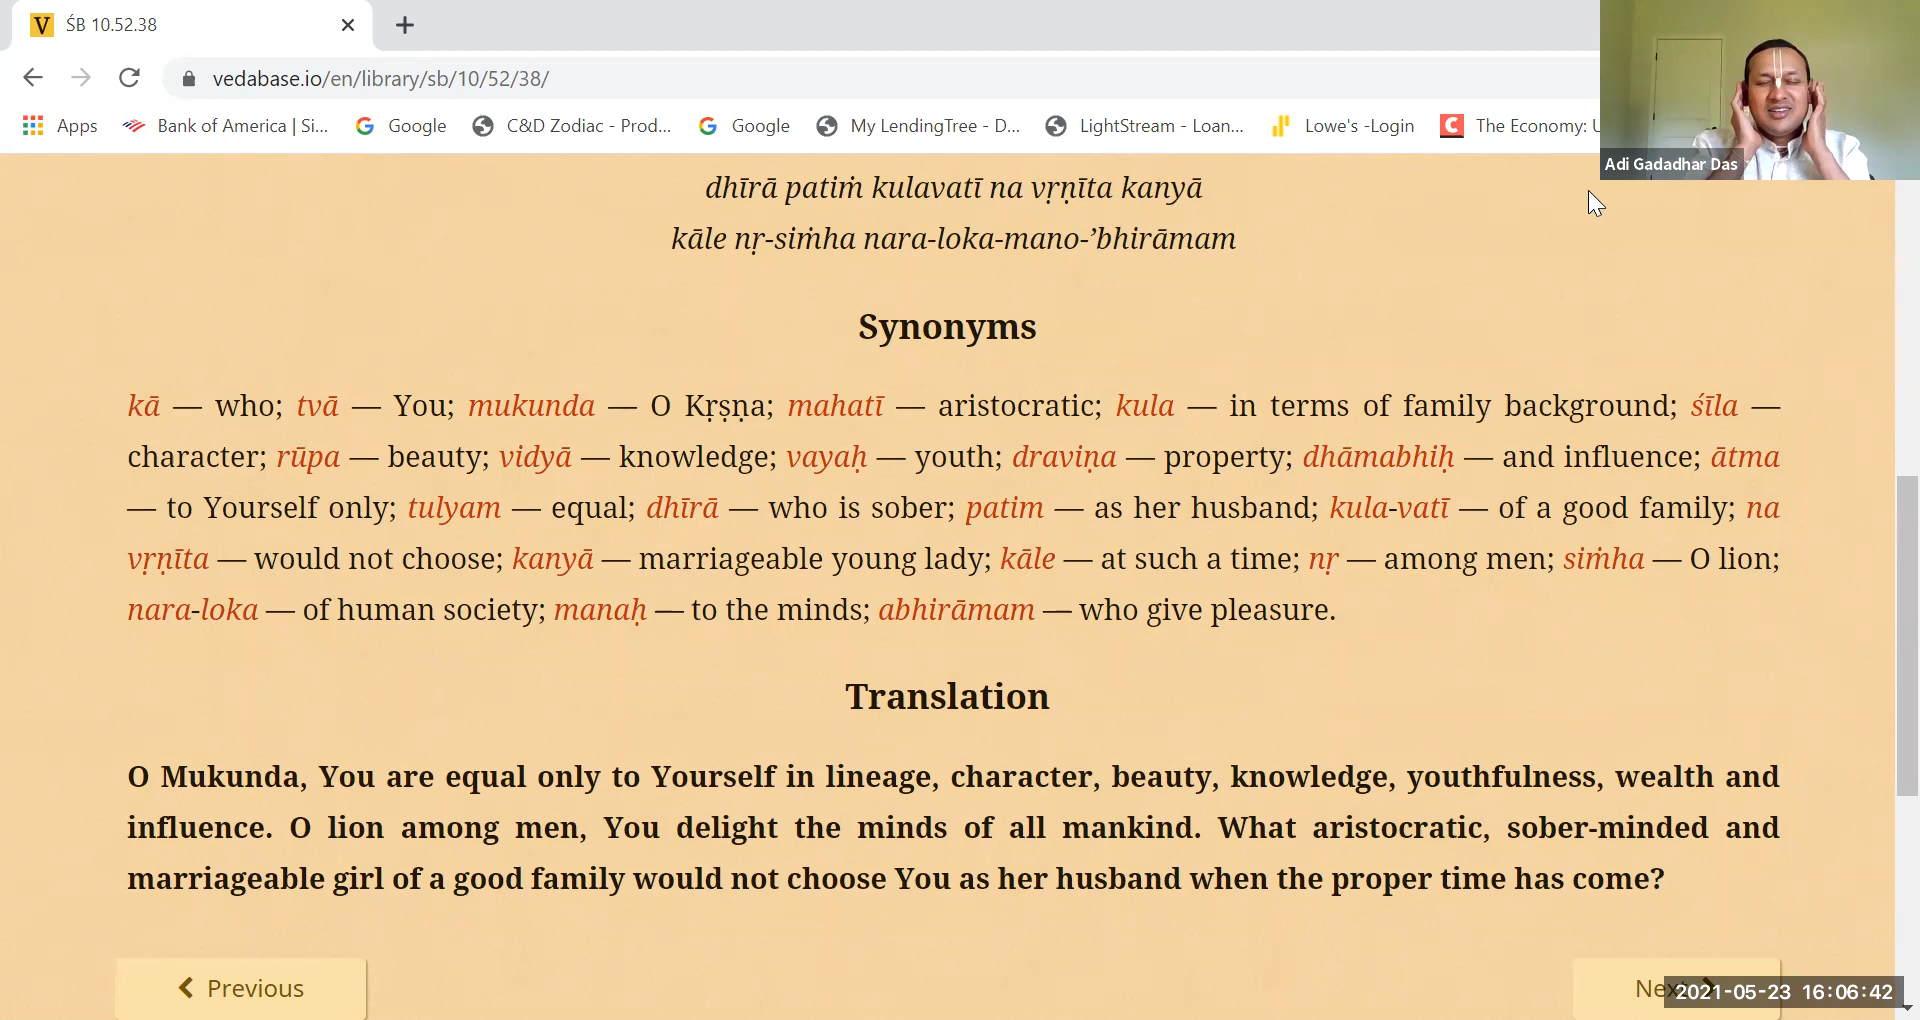 ŚB 10.52.38
vedabase.io/en/library/sb/10/52/38/
Apps Bank of America | Si... Google C&D Zodiac - Prod... Google My LendingTree - D... LightStream - Loan... Lowe's -Login The Economy: U
Adi Gadadhar Das
dhīrā patiṁ kulavatī na vṛṇīta kanyā
kāle nṛ-siṁha nara-loka-mano-’bhirāmam
Synonyms
kā — who; tvā — You; mukunda — O Kṛṣṇa; mahatī — aristocratic; kula — in terms of family background; śīla —
character; rūpa — beauty; vidyā — knowledge; vayaḥ — youth; draviṇa — property; dhāmabhiḥ — and influence; ātma
— to Yourself only; tulyam — equal; dhīrā — who is sober; patim — as her husband; kula-vatī — of a good family; na
vṛṇīta — would not choose; kanyā — marriageable young lady; kāle — at such a time; nṛ — among men; siṁha — O lion;
nara-loka — of human society; manaḥ — to the minds; abhirāmam — who give pleasure.
Translation
O Mukunda, You are equal only to Yourself in lineage, character, beauty, knowledge, youthfulness, wealth and
influence. O lion among men, You delight the minds of all mankind. What aristocratic, sober-minded and
marriageable girl of a good family would not choose You as her husband when the proper time has come?
Previous
Next
2021-05-23 16:06:42